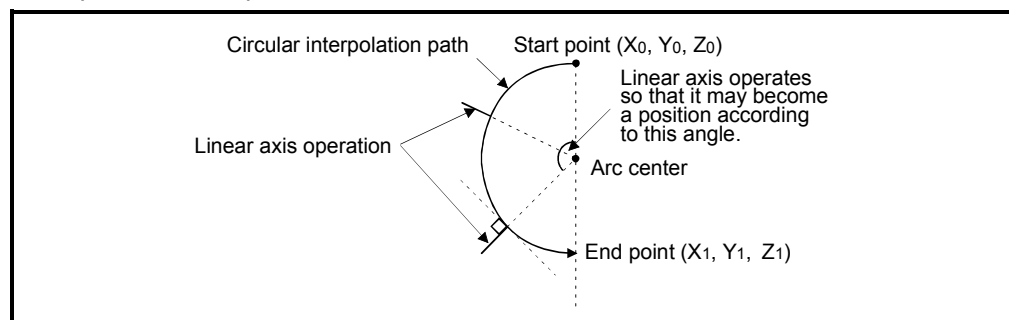 Circular interpolation path
Start point (X0, Y0, Z0)
Linear axis operates
so that it may become
a position according
to this angle.
Linear axis operation
Arc center
End point (X1, Y1, Z1)